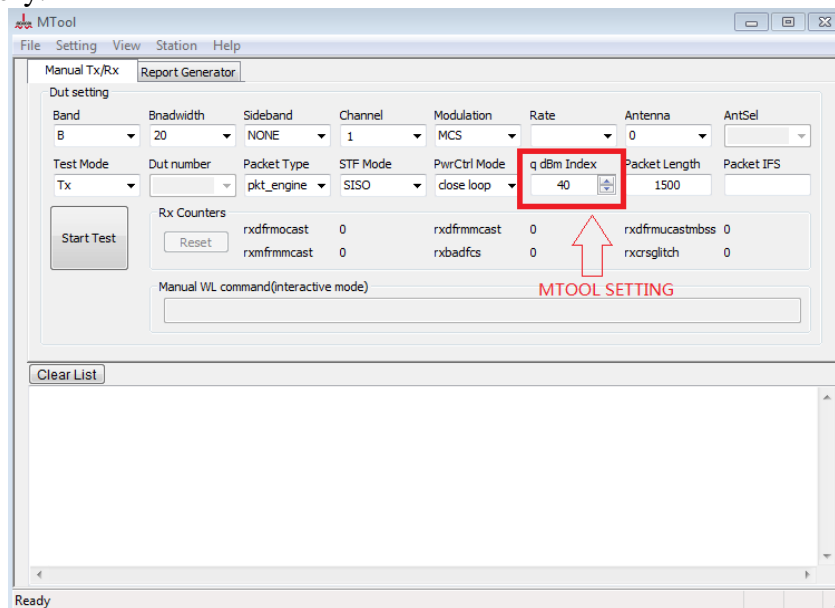 MTool
File Setting View Station Help
Manual Tx/Rx Report Generator
Dut setting
Band Bnadwidth Sideband Channel Modulation Rate Antenna AntSel
B 20 NONE 1 MCS 0
Test Mode Dut number Packet Type STF Mode PwrCtrl Mode q dBm Index Packet Length Packet IFS
Tx pkt_engine SISO close loop 40 1500
Start Test
Rx Counters
Reset
rxdfrmocast 0 rxdfrmmcast 0 rxdfrmucastmbss 0
rxmfrmmcast 0 rxbadfcs 0 rxcrsglitch 0
MTOOL SETTING
Manual WL command(interactive mode)
Clear List
Ready